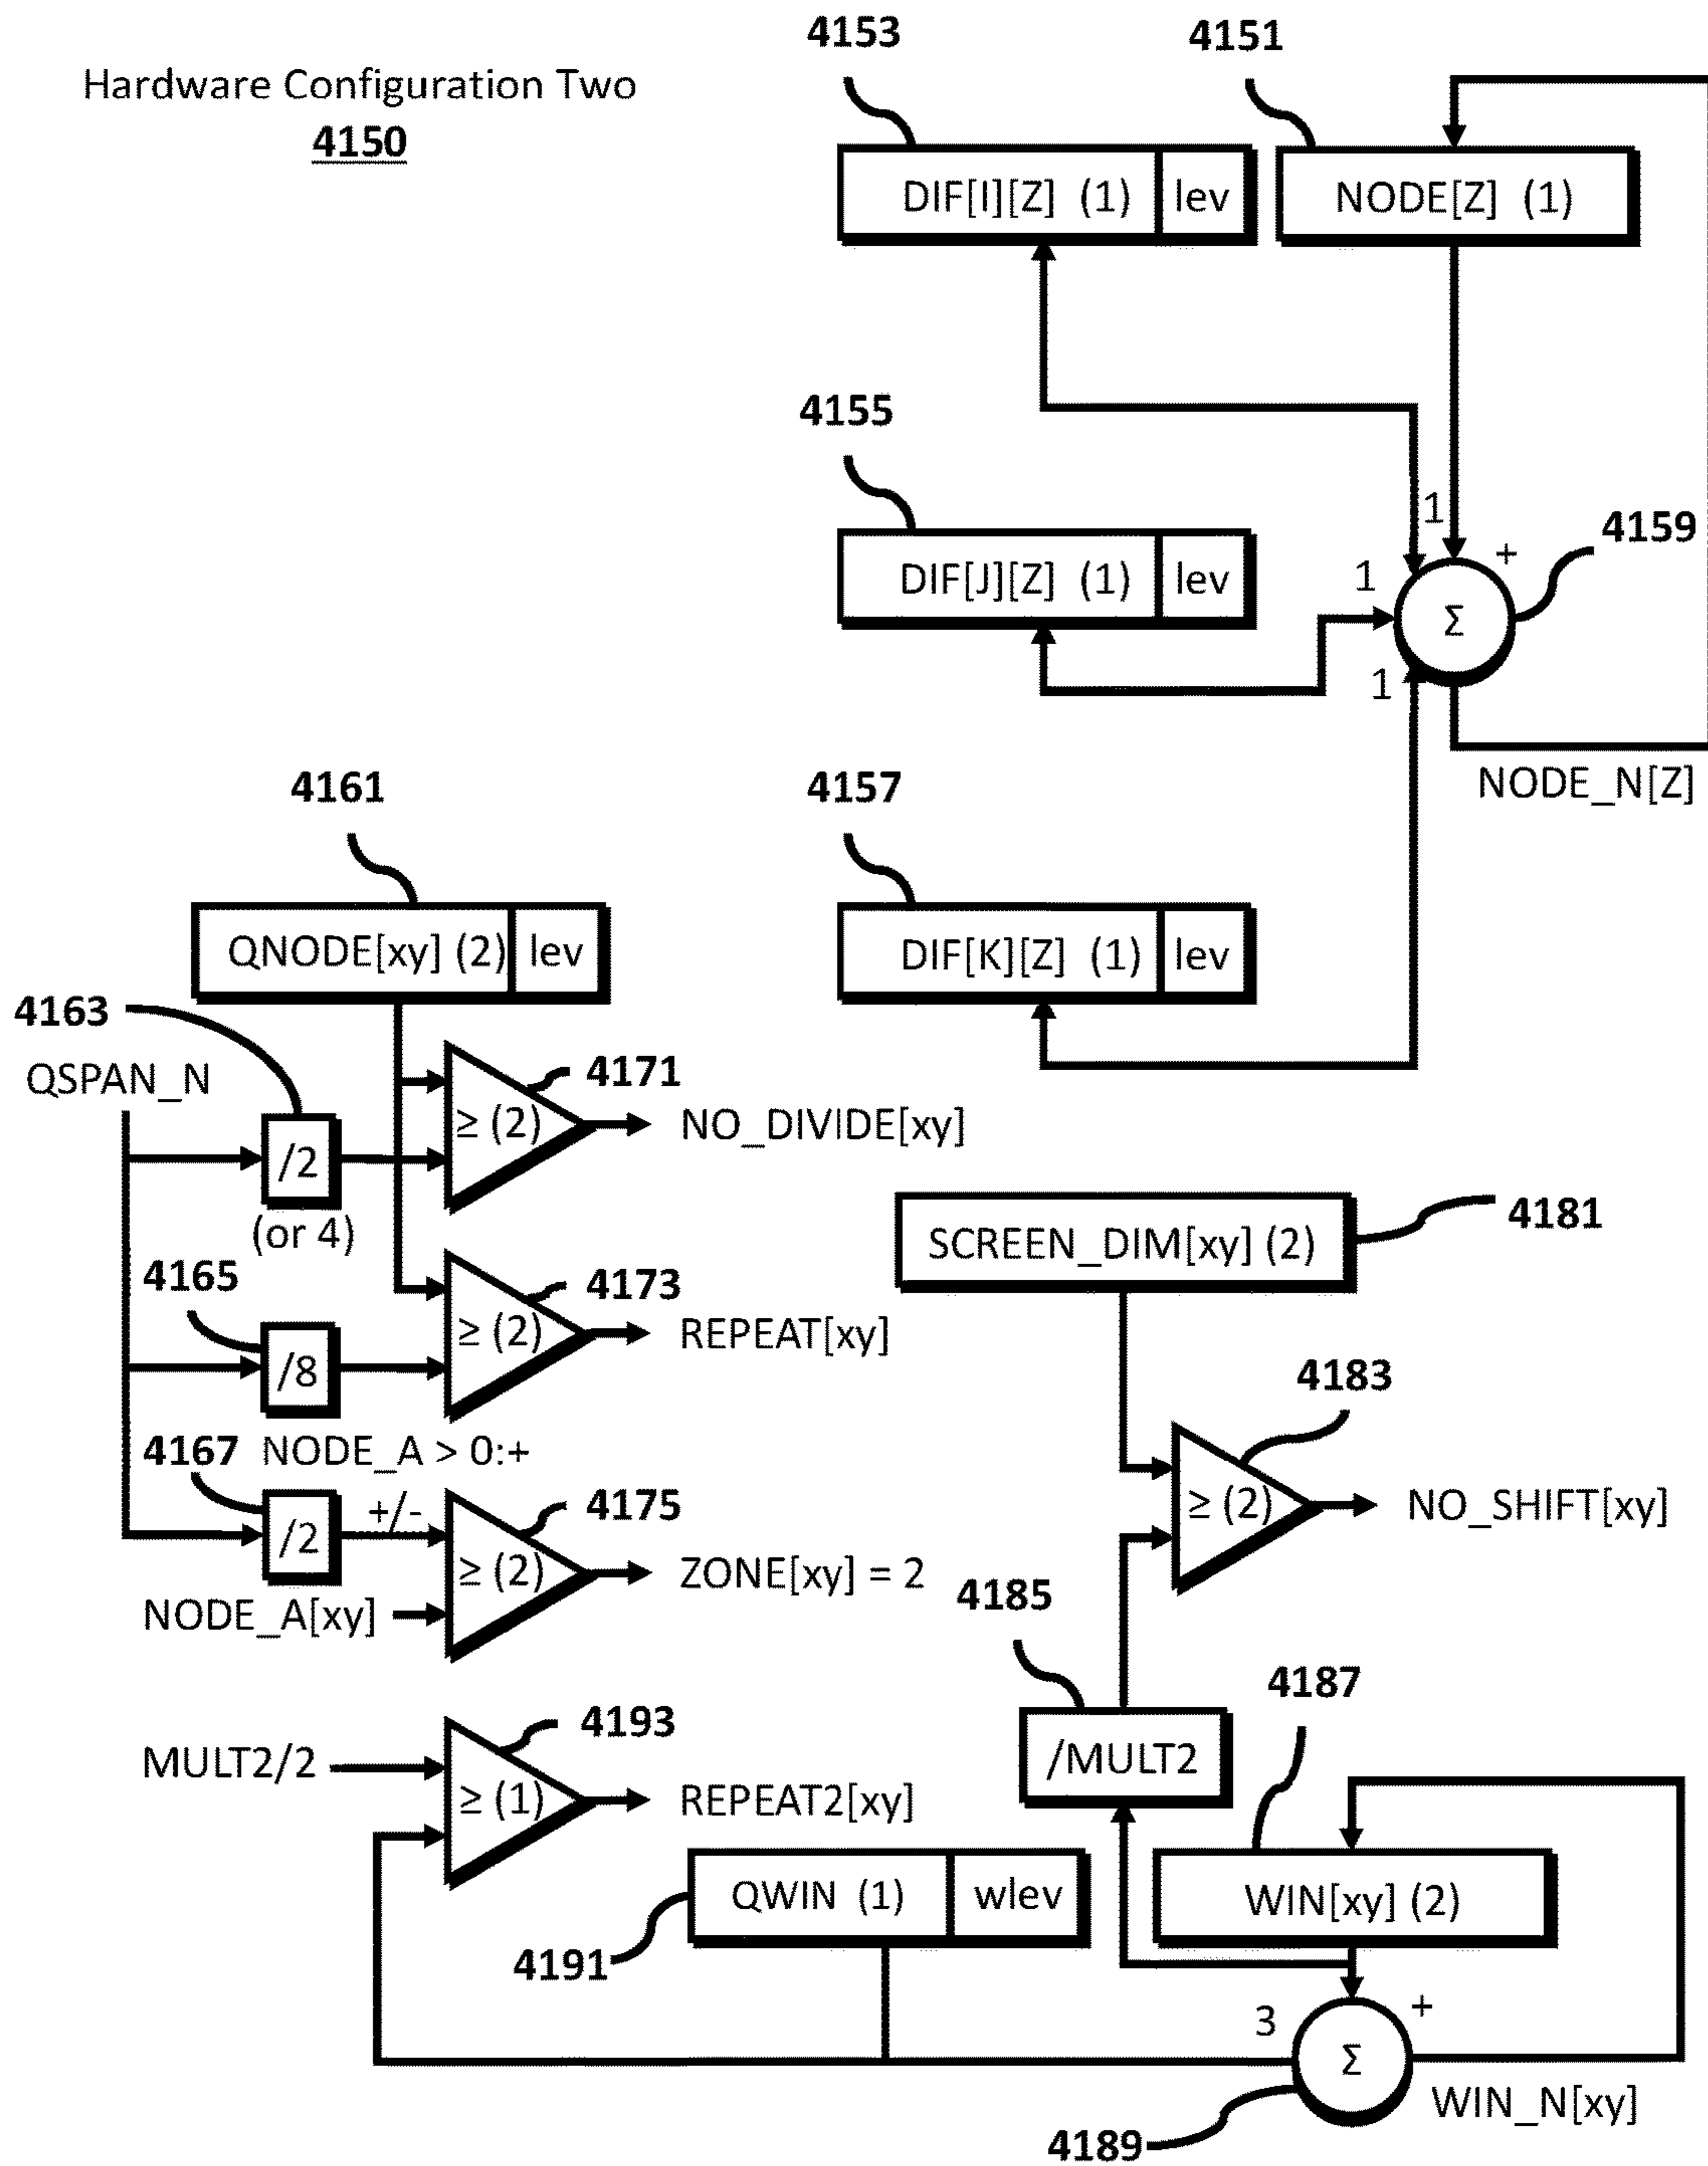 4153
4151
Hardware Configuration Two
4150
DIF[I][Z] (1) lev
NODE[Z] (1)
4155
1
4159
+
DIF[J][Z] (1) lev
1
Σ
1
4161
4157
NODE_N[Z]
QNODE[xy] (2) lev
DIF[K][Z] (1) lev
4163
QSPAN_N
4171
/2
≥ (2)
NO_DIVIDE[xy]
(or 4)
SCREEN_DIM[xy] (2)
4181
4165
4173
/8
≥ (2)
REPEAT[xy]
4183
4167 NODE_A > 0:+
/2
+/-
4175
≥ (2)
NO_SHIFT[xy]
≥ (2)
ZONE[xy] = 2
NODE_A[xy]
4185
4187
4193
MULT2/2
≥ (1)
REPEAT2[xy]
/MULT2
QWIN (1) wlev
WIN[xy] (2)
4191
3
+
Σ
WIN_N[xy]
4189